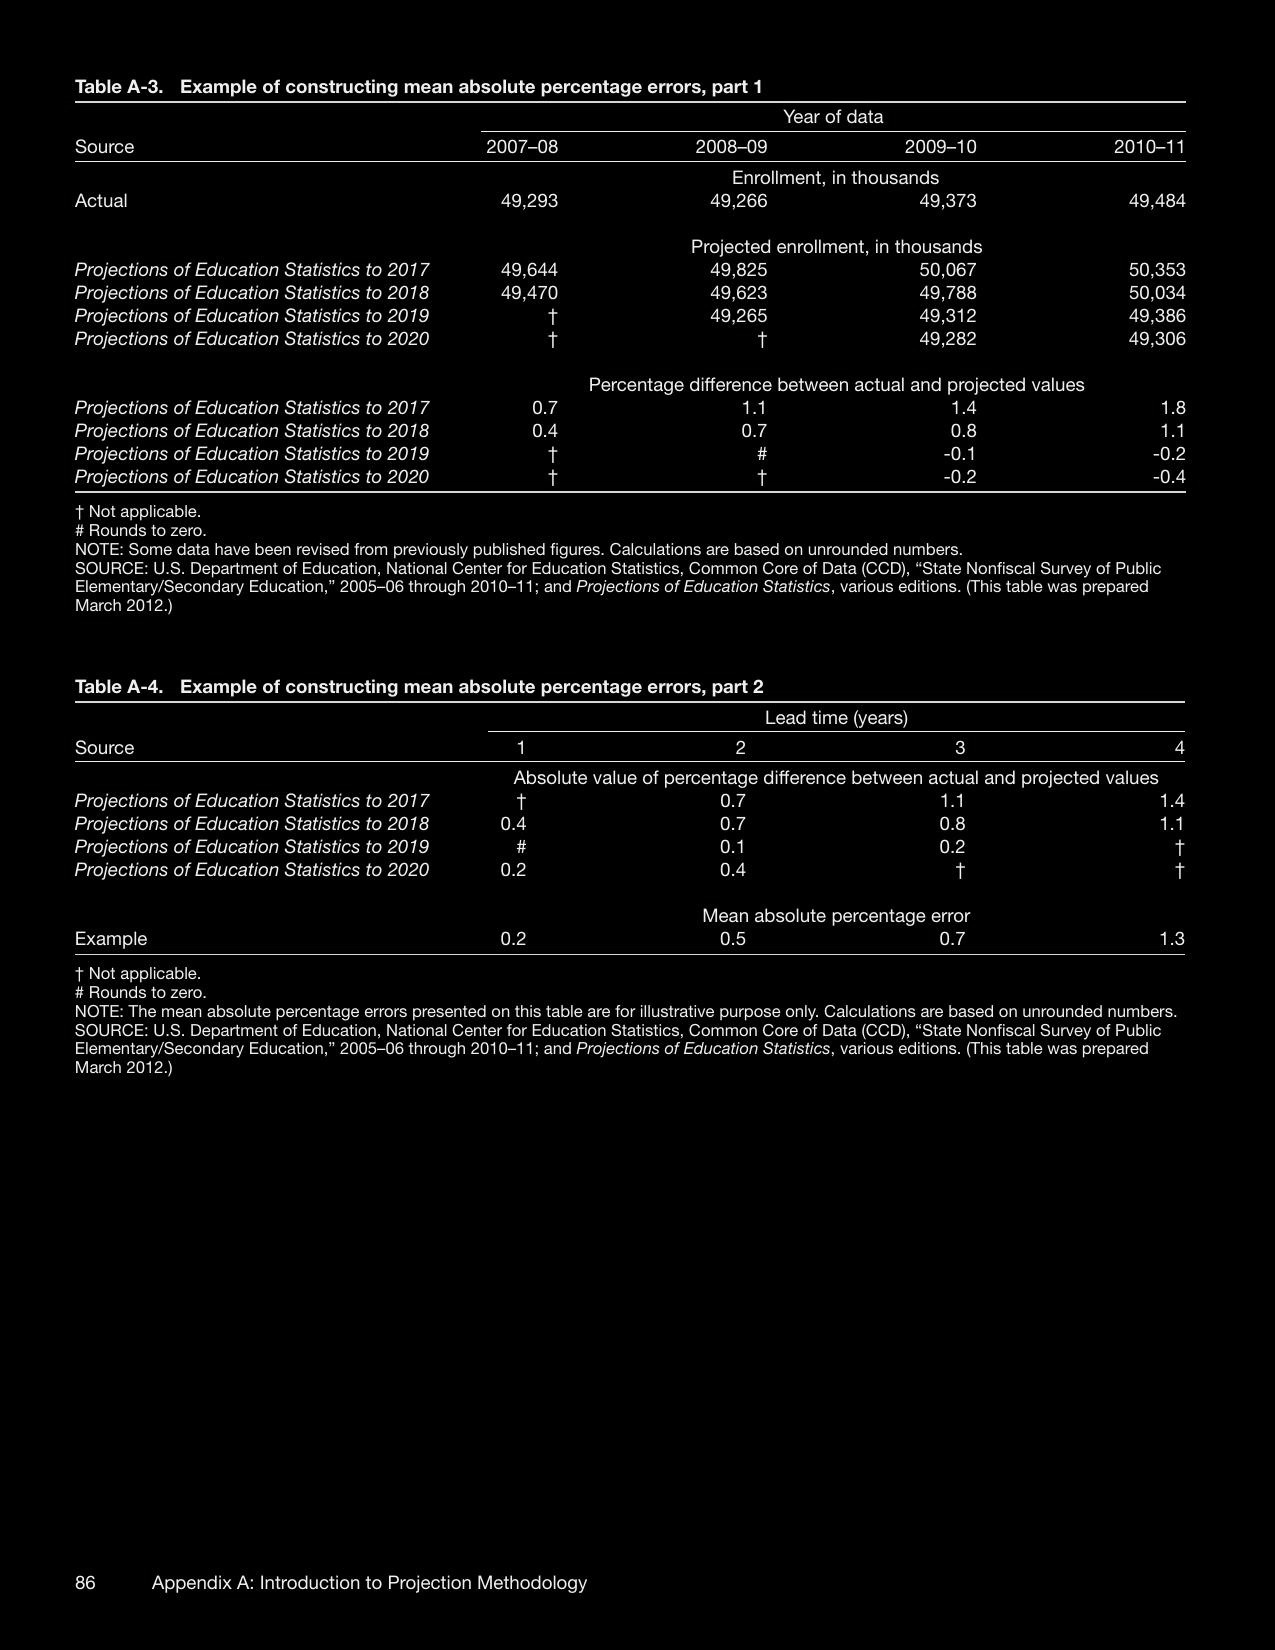 Table A-3. Example of constructing mean absolute percentage errors, part 1
Year of data
Source 2007–08 2008–09 2009–10 2010–11
Enrollment, in thousands
Actual 49,293 49,266 49,373 49,484
Projected enrollment, in thousands
Projections of Education Statistics to 2017 49,644 49,825 50,067 50,353
Projections of Education Statistics to 2018 49,470 49,623 49,788 50,034
Projections of Education Statistics to 2019 † 49,265 49,312 49,386
Projections of Education Statistics to 2020 † † 49,282 49,306
Percentage difference between actual and projected values
Projections of Education Statistics to 2017 0.7 1.1 1.4 1.8
Projections of Education Statistics to 2018 0.4 0.7 0.8 1.1
Projections of Education Statistics to 2019 † # -0.1 -0.2
Projections of Education Statistics to 2020 † † -0.2 -0.4
† Not applicable.
# Rounds to zero.
NOTE: Some data have been revised from previously published figures. Calculations are based on unrounded numbers.
SOURCE: U.S. Department of Education, National Center for Education Statistics, Common Core of Data (CCD), “State Nonfiscal Survey of Public
Elementary/Secondary Education,” 2005–06 through 2010–11; and Projections of Education Statistics, various editions. (This table was prepared
March 2012.)
Table A-4. Example of constructing mean absolute percentage errors, part 2
Lead time (years)
Source 1 2 3 4
Absolute value of percentage difference between actual and projected values
Projections of Education Statistics to 2017 † 0.7 1.1 1.4
Projections of Education Statistics to 2018 0.4 0.7 0.8 1.1
Projections of Education Statistics to 2019 # 0.1 0.2 †
Projections of Education Statistics to 2020 0.2 0.4 † †
Mean absolute percentage error
Example 0.2 0.5 0.7 1.3
† Not applicable.
# Rounds to zero.
NOTE: The mean absolute percentage errors presented on this table are for illustrative purpose only. Calculations are based on unrounded numbers.
SOURCE: U.S. Department of Education, National Center for Education Statistics, Common Core of Data (CCD), “State Nonfiscal Survey of Public
Elementary/Secondary Education,” 2005–06 through 2010–11; and Projections of Education Statistics, various editions. (This table was prepared
March 2012.)
86 Appendix A: Introduction to Projection Methodology